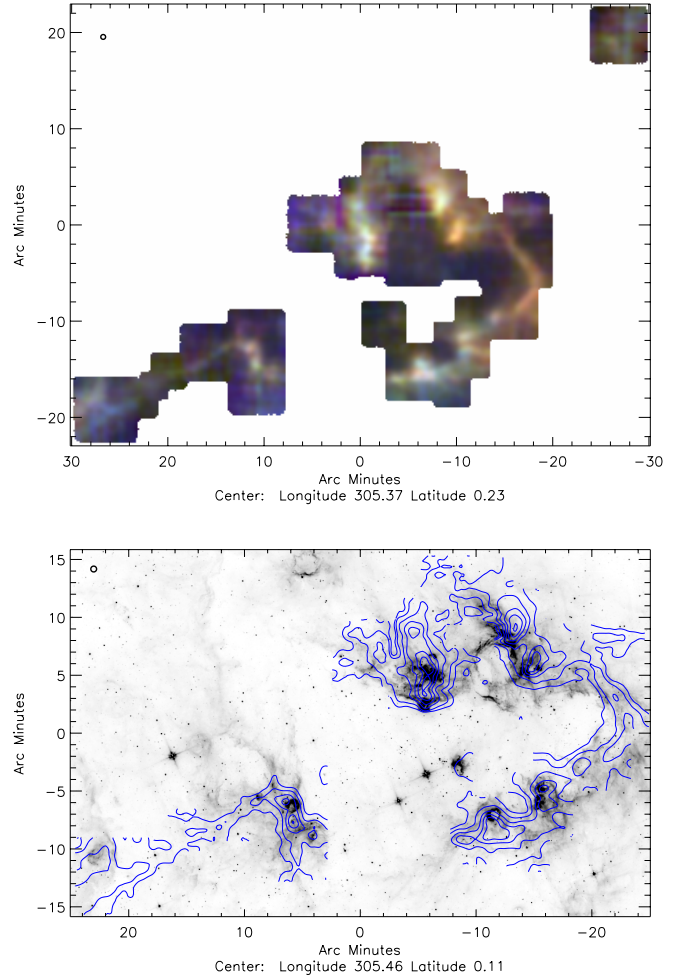 20
10
0
-10
-20
Arc Minutes
30 20 10 0 -10 -20 -30
Arc Minutes
Center: Longitude 305.37 Latitude 0.23
15
10
5
0
-5
-10
-15
Arc Minutes
20 10 0 -10 -20
Arc Minutes
Center: Longitude 305.46 Latitude 0.11